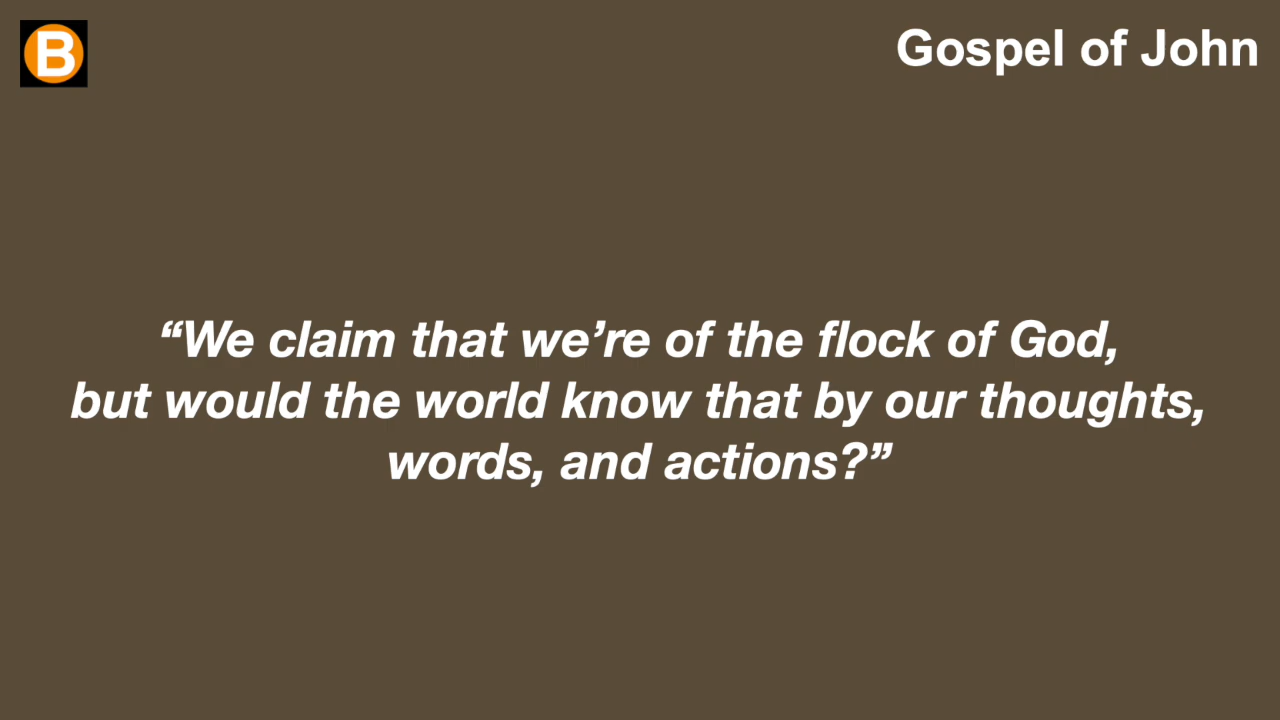 B
Gospel of John
“We claim that we’re of the flock of God,
but would the world know that by our thoughts,
words, and actions?”